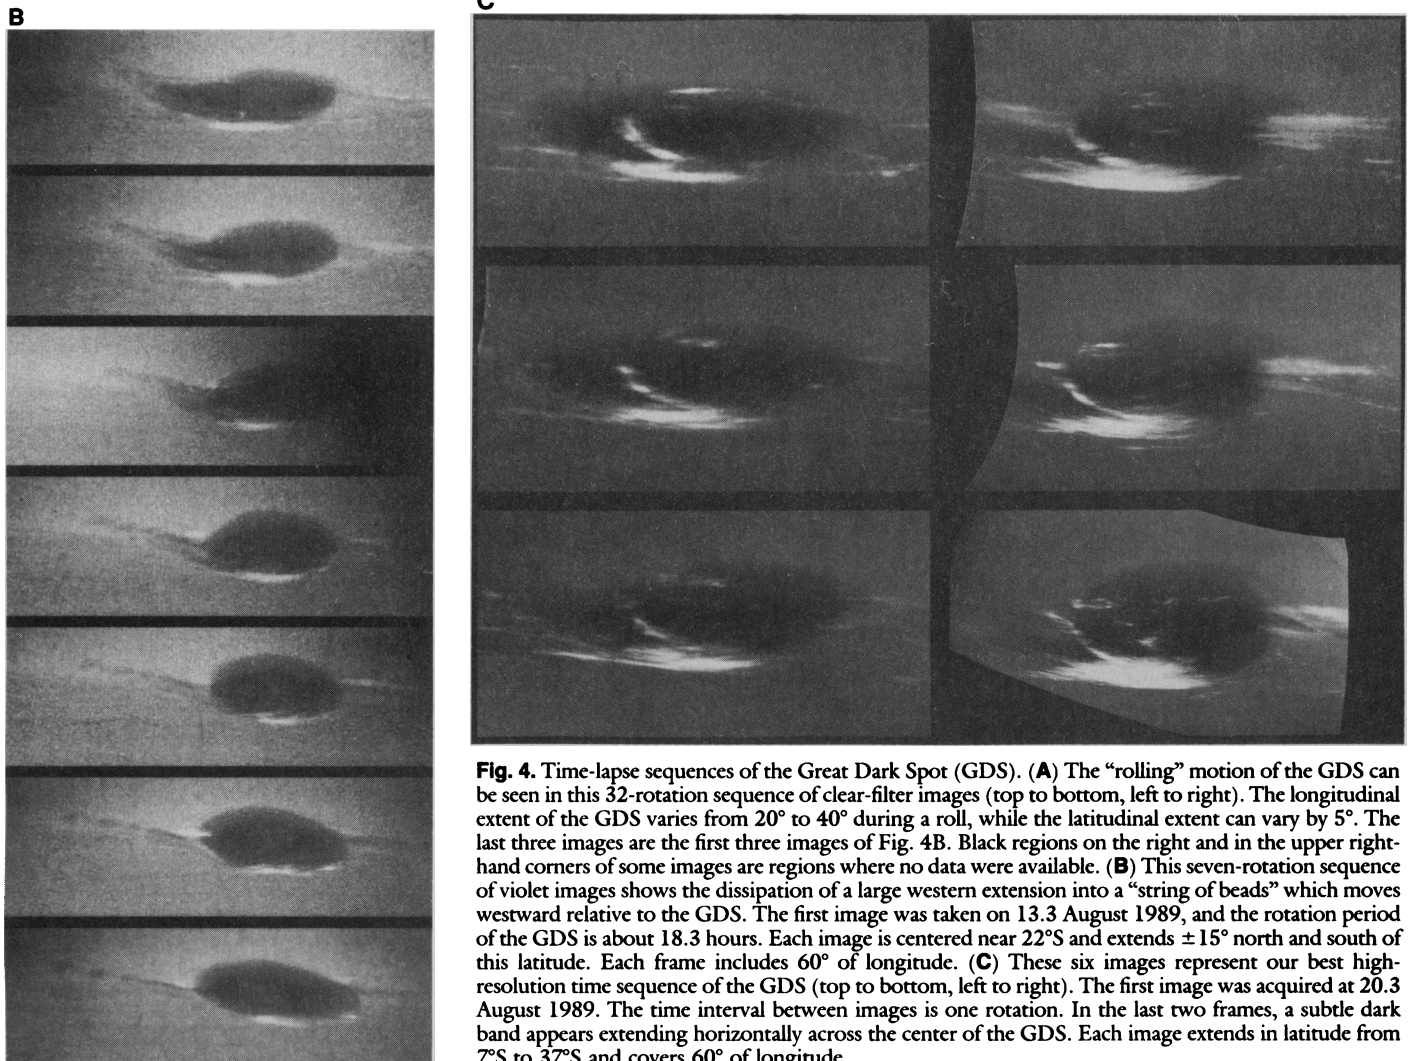 B
C
Fig. 4. Time-lapse sequences of the Great Dark Spot (GDS). (A) The “rolling” motion of the GDS can
be seen in this 32-rotation sequence of clear-filter images (top to bottom, left to right). The longitudinal
extent of the GDS varies from 20° to 40° during a roll, while the latitudinal extent can vary by 5°. The
last three images are the first three images of Fig. 4B. Black regions on the right and in the upper right-
hand corners of some images are regions where no data were available. (B) This seven-rotation sequence
of violet images shows the dissipation of a large western extension into a “string of beads” which moves
westward relative to the GDS. The first image was taken on 13.3 August 1989, and the rotation period
of the GDS is about 18.3 hours. Each image is centered near 22°S and extends ±15° north and south of
this latitude. Each frame includes 60° of longitude. (C) These six images represent our best high-
resolution time sequence of the GDS (top to bottom, left to right). The first image was acquired at 20.3
August 1989. The time interval between images is one rotation. In the last two frames, a subtle dark
band appears extending horizontally across the center of the GDS. Each image extends in latitude from
7°S to 37°S and covers 60° of longitude.